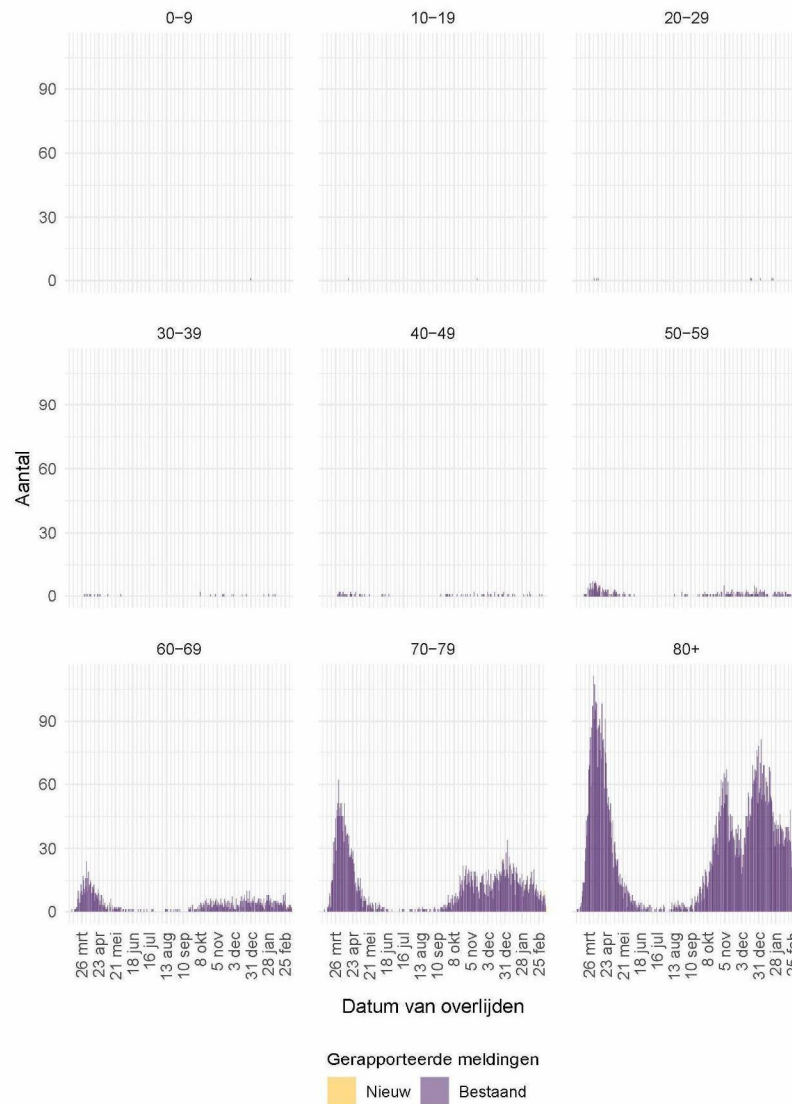 0−9 10−19 20−29
90
60
30
0
30−39 40−49 50−59
90
60
30
0
Aantal
60−69 70−79 80+
90
60
30
0
26 mrt 23 apr 21 mei 18 jun 16 jul 13 aug 10 sep 8 okt 5 nov 3 dec 31 dec 28 jan 25 feb
26 mrt 23 apr 21 mei 18 jun 16 jul 13 aug 10 sep 8 okt 5 nov 3 dec 31 dec 28 jan 25 feb
26 mrt 23 apr 21 mei 18 jun 16 jul 13 aug 10 sep 8 okt 5 nov 3 dec 31 dec 28 jan 25 feb
Datum van overlijden
Gerapporteerde meldingen
Nieuw Bestaand